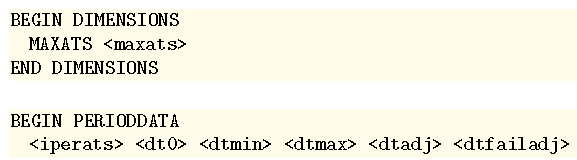 BEGIN DIMENSIONS
MAXATS <maxats>
END DIMENSIONS
BEGIN PERIODDATA
<iperats> <dt0> <dtmin> <dtmax> <dtadj> <dtfailadj>